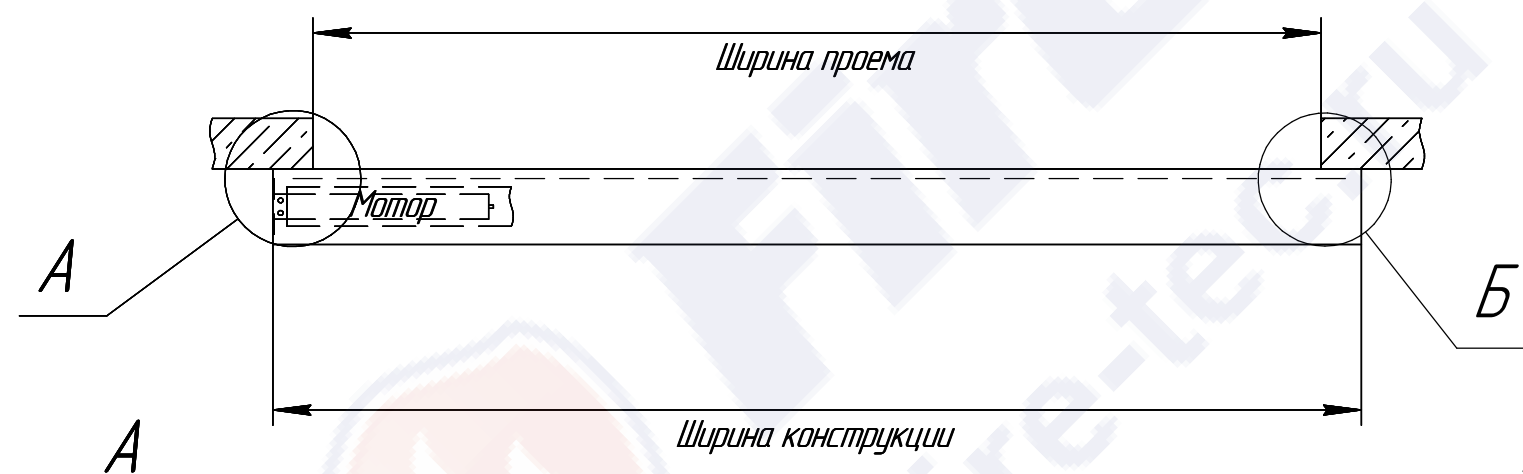 Ширина проема
Мотор
А
Б
Ширина конструкции
А